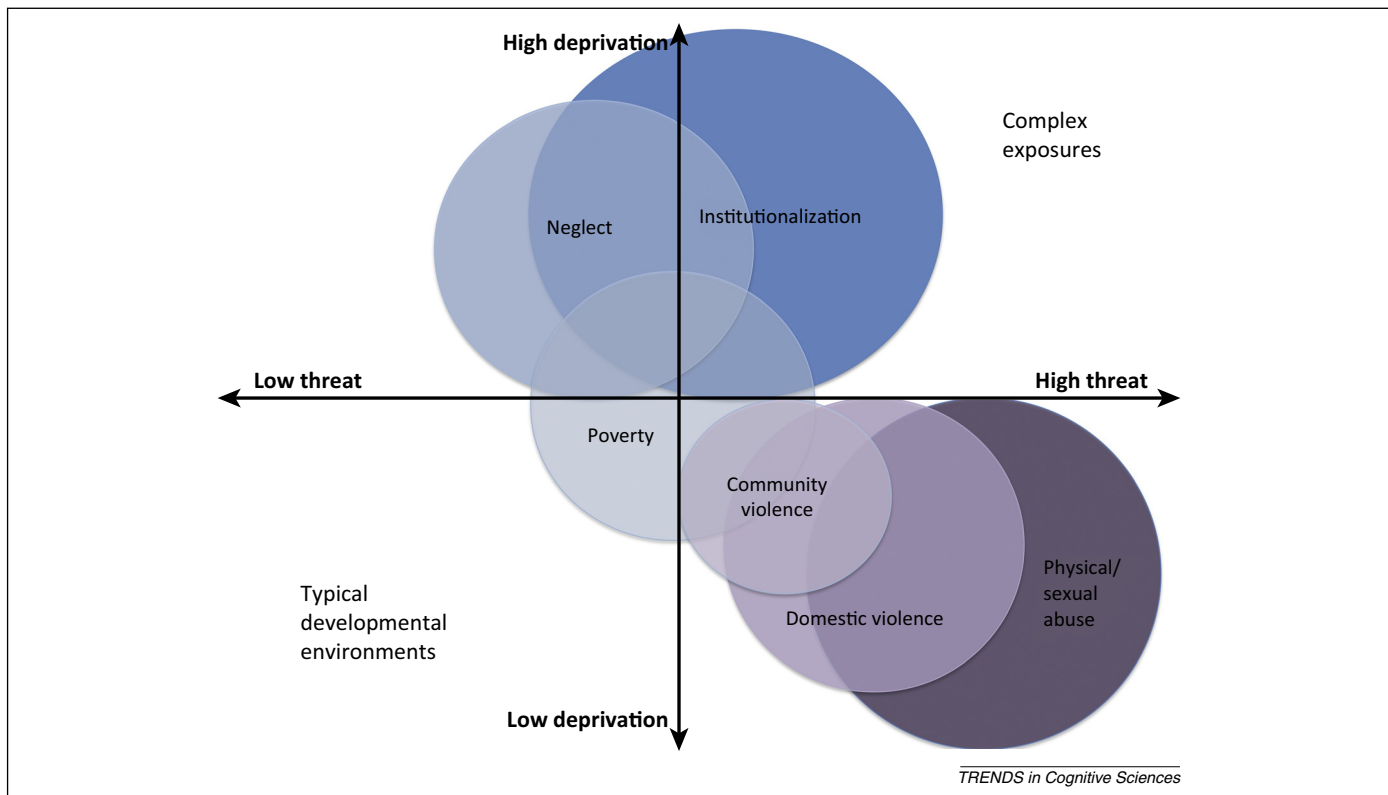 High deprivation
Complex
exposures
Neglect
Institutionalization
Low threat
High threat
Poverty
Community
violence
Physical/
sexual
abuse
Typical
developmental
environments
Domestic violence
Low deprivation
TRENDS in Cognitive Sciences